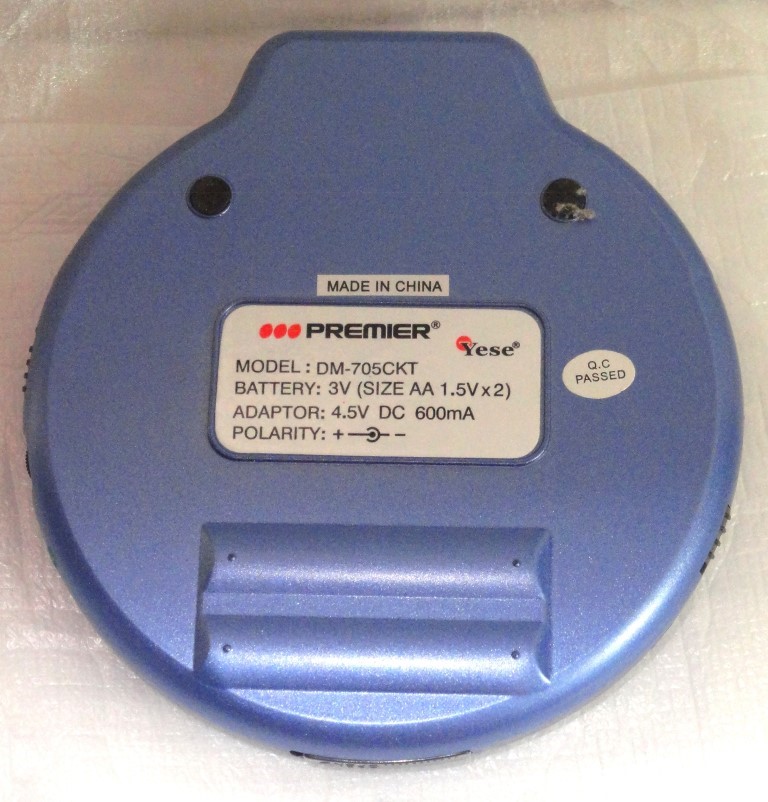 MADE IN CHINA
PREMIER®
Yese®
MODEL : DM-705CKT
BATTERY: 3V (SIZE AA 1.5V x 2)
ADAPTOR: 4.5V DC 600mA
POLARITY: + −
Q.C
PASSED